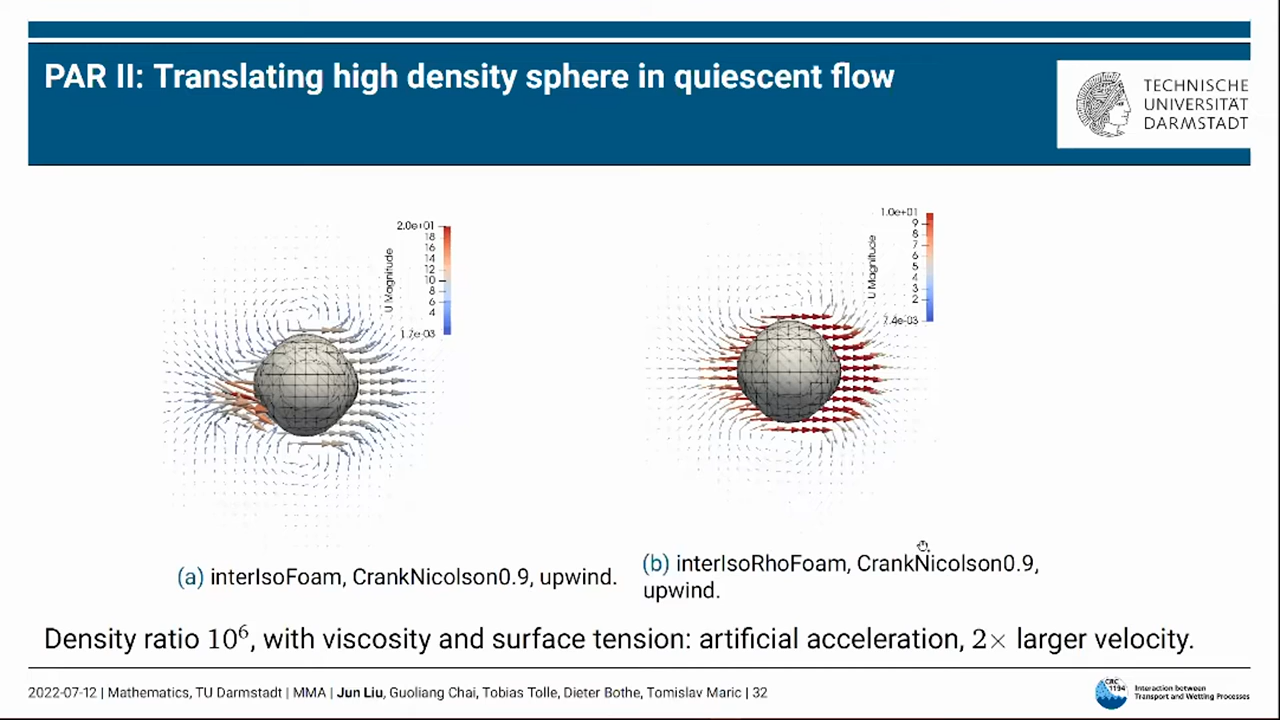 PAR II: Translating high density sphere in quiescent flow
TECHNISCHE
UNIVERSITÄT
DARMSTADT
2.0e+01
18
16
14
12
10
8
6
4
1.7e-03
U Magnitude
1.0e+01
9
8
7
6
5
4
3
2
7.4e-03
U Magnitude
(a) interIsoFoam, CrankNicolson0.9, upwind.
(b) interIsoRhoFoam, CrankNicolson0.9,
upwind.
Density ratio 10⁶, with viscosity and surface tension: artificial acceleration, 2× larger velocity.
2022-07-12 | Mathematics, TU Darmstadt | MMA | Jun Liu, Guoliang Chai, Tobias Tolle, Dieter Bothe, Tomislav Maric | 32
CRC
1194
Interaction between
Transport and Wetting Processes